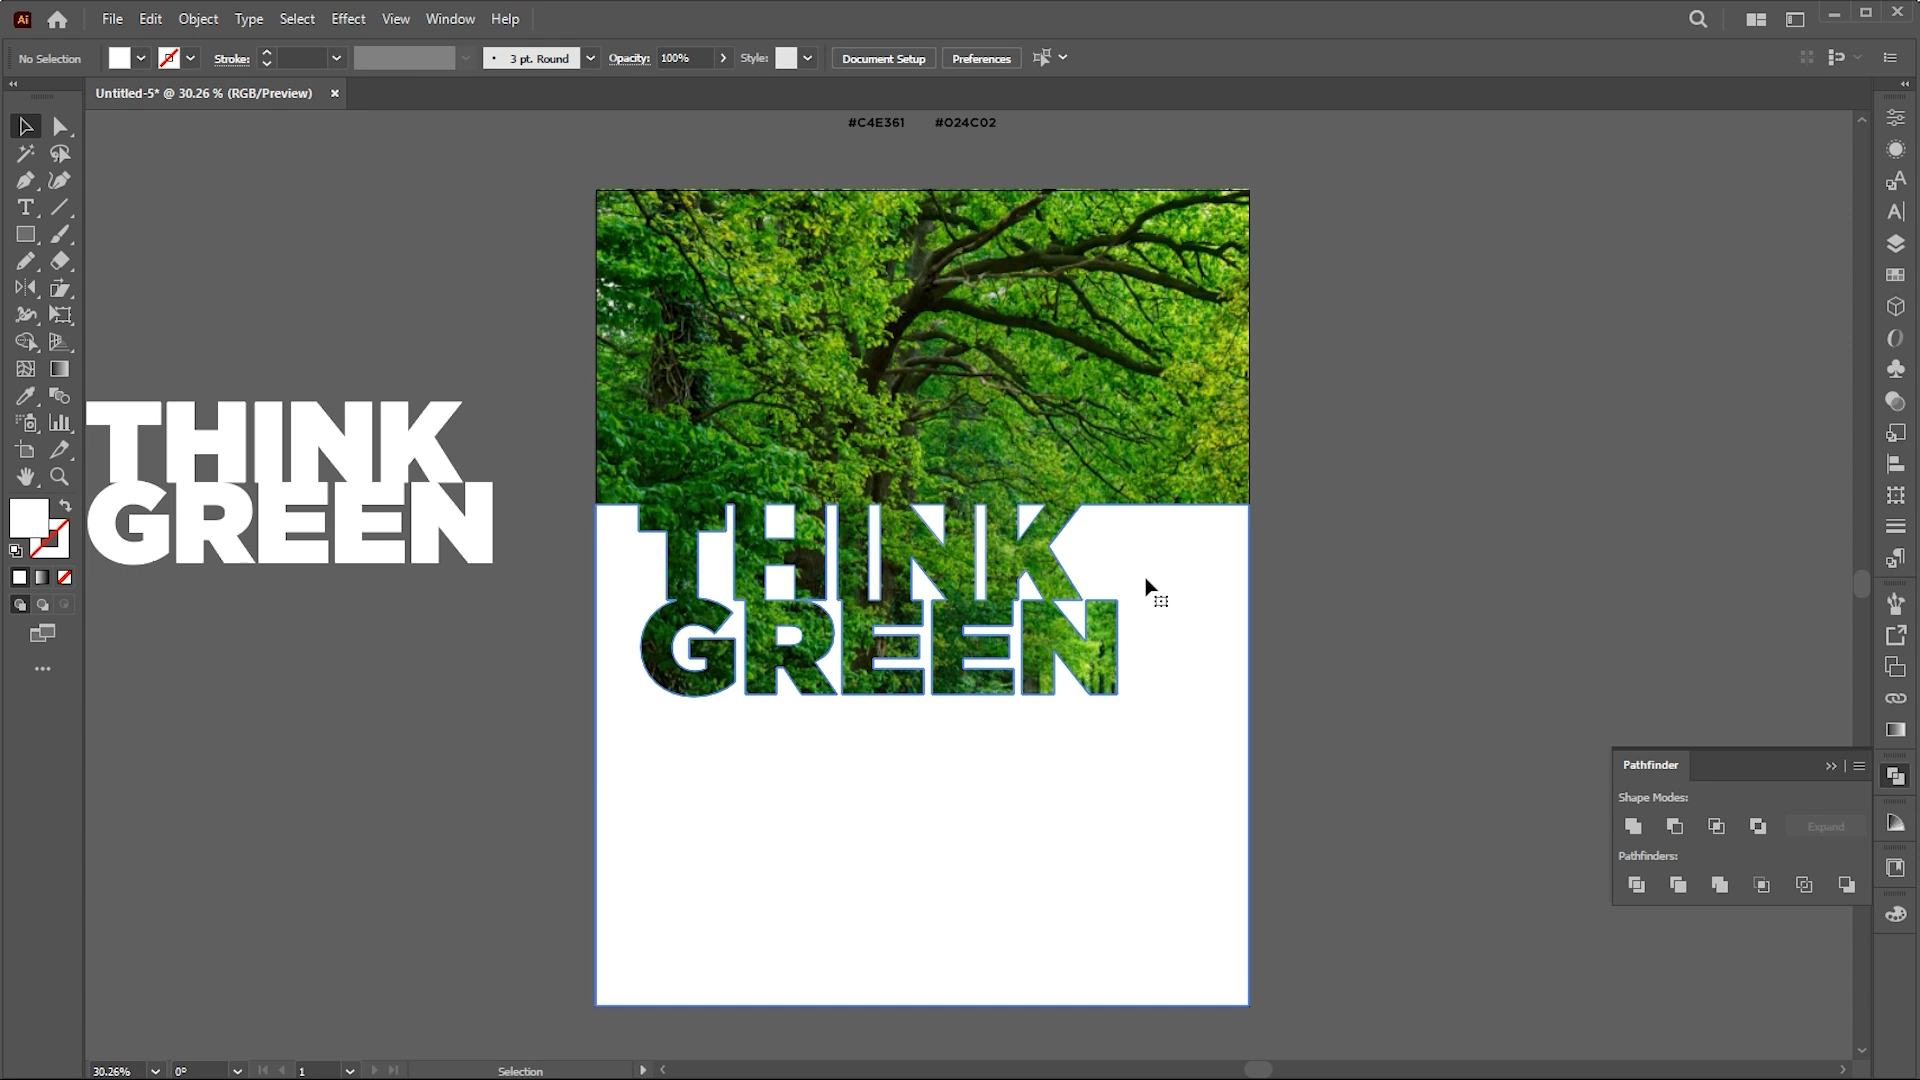 Ai File Edit Object Type Select Effect View Window Help
No Selection Stroke: 3 pt. Round Opacity: 100% Style: Document Setup Preferences
Untitled-5* @ 30.26 % (RGB/Preview)
#C4E361 #024C02
THINK
GREEN
THINK
GREEN
Pathfinder
Shape Modes:
Expand
Pathfinders:
30.26% 0° 1 Selection